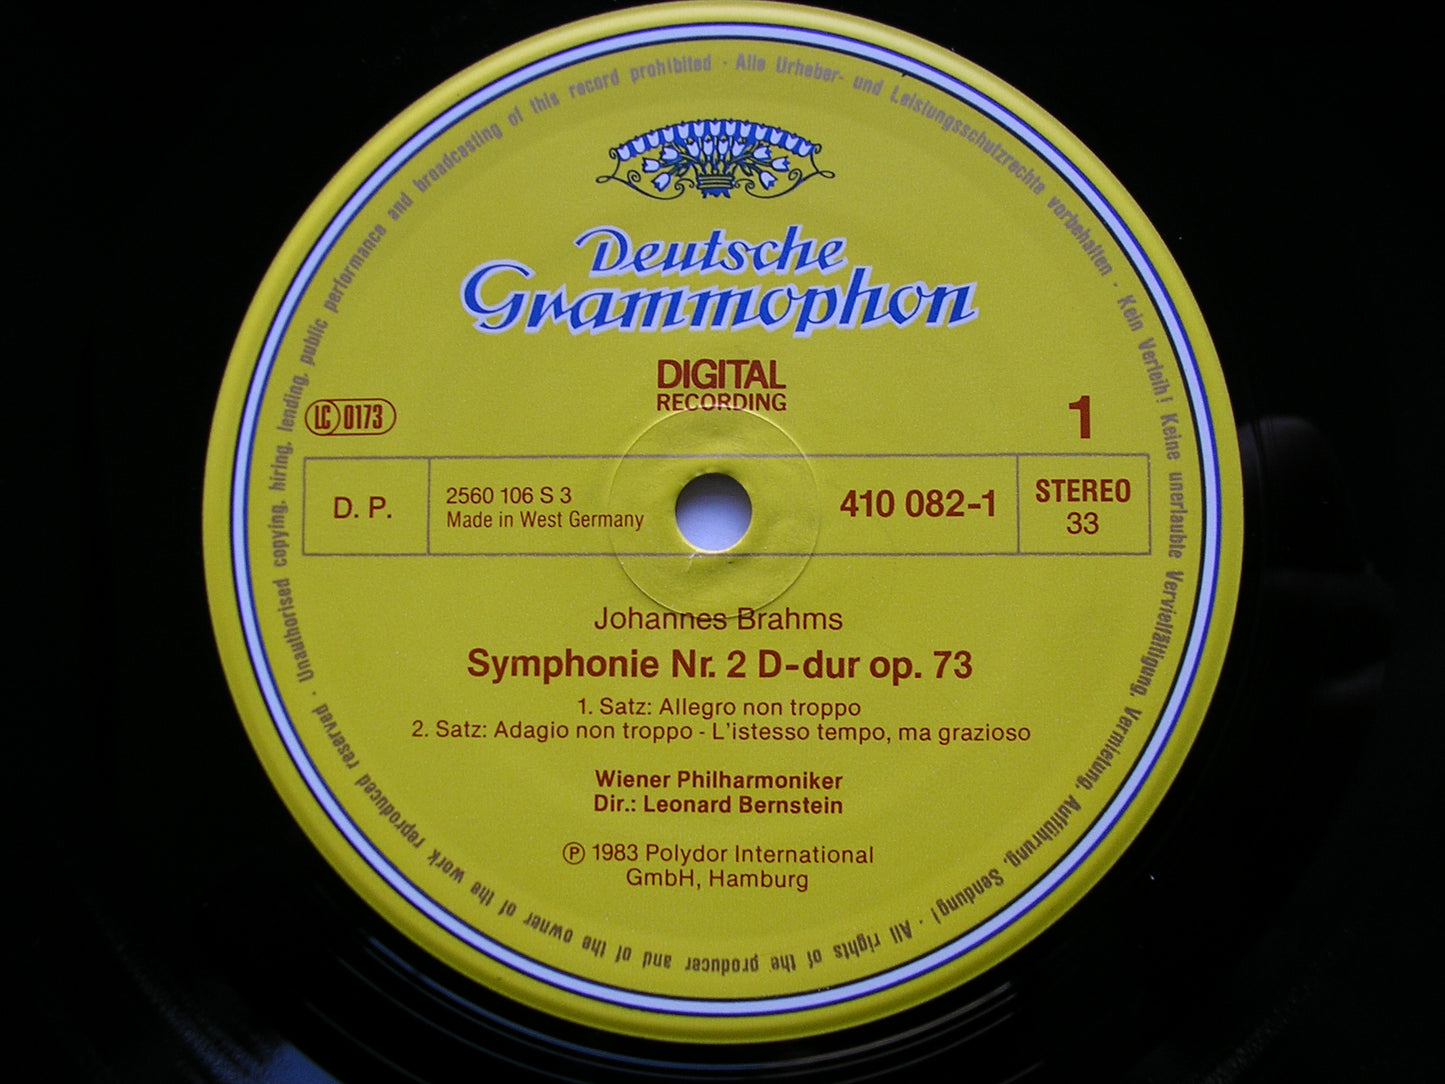 Deutsche
Grammophon
DIGITAL
RECORDING
LC 0173
1
D. P.
2560 106 S 3
Made in West Germany
410 082-1
STEREO
33
Johannes Brahms
Symphonie Nr. 2 D-dur op. 73
1. Satz: Allegro non troppo
2. Satz: Adagio non troppo - L'istesso tempo, ma grazioso
Wiener Philharmoniker
Dir.: Leonard Bernstein
℗ 1983 Polydor International
GmbH, Hamburg
Alle Urheber- und Leistungsschutzrechte vorbehalten · Kein Verleih! Keine unerlaubte Vervielfältigung, Vermietung, Aufführung, Sendung! · All rights of the producer and of the owner of the work reproduced reserved · Unauthorised copying, hiring, lending, public performance and broadcasting of this record prohibited ·